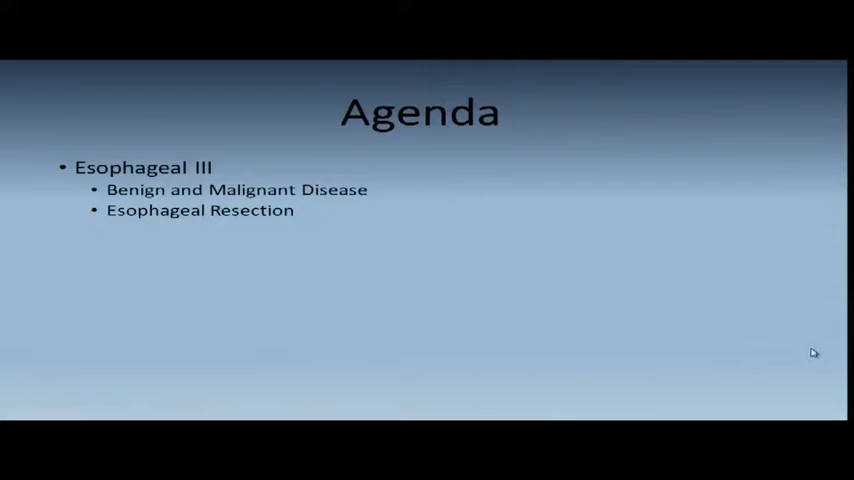 Agenda
• Esophageal III
• Benign and Malignant Disease
• Esophageal Resection